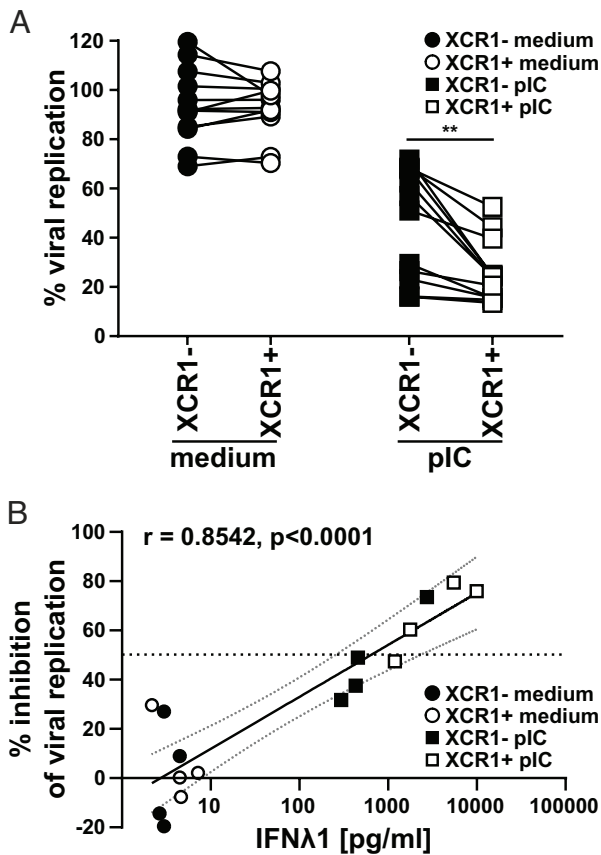 A
% viral replication
120
100
80
60
40
20
0
XCR1- medium
XCR1+ medium
XCR1- pIC
XCR1+ pIC
**
XCR1-
XCR1+
XCR1-
XCR1+
medium
pIC
B
r = 0.8542, p<0.0001
% inhibition
of viral replication
100
80
60
40
20
0
-20
XCR1- medium
XCR1+ medium
XCR1- pIC
XCR1+ pIC
10
100
1000
10000
100000
IFNλ1 [pg/ml]